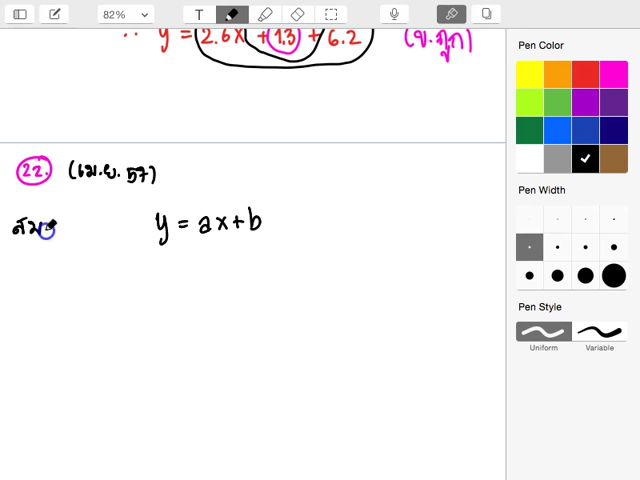 82%
T
∴ y = 2.6x + 1.3 + 6.2 (ข.ถูก)
22. (เม.ย. 57)
สม
y = ax + b
Pen Color
Pen Width
Pen Style
Uniform
Variable